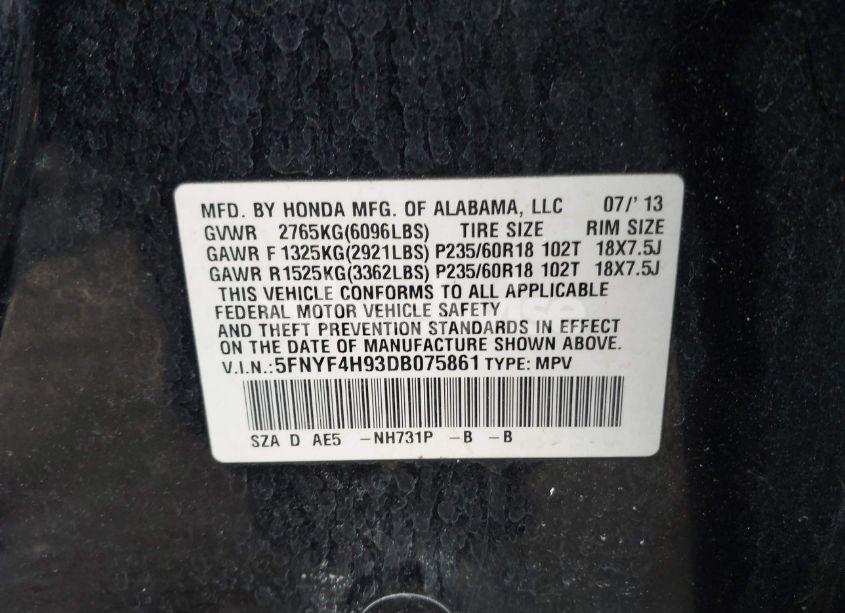 MFD. BY HONDA MFG. OF ALABAMA, LLC 07/' 13
GVWR 2765KG(6096LBS) TIRE SIZE RIM SIZE
GAWR F 1325KG(2921LBS) P235/60R18 102T 18X7.5J
GAWR R1525KG(3362LBS) P235/60R18 102T 18X7.5J
THIS VEHICLE CONFORMS TO ALL APPLICABLE
FEDERAL MOTOR VEHICLE SAFETY
AND THEFT PREVENTION STANDARDS IN EFFECT
ON THE DATE OF MANUFACTURE SHOWN ABOVE.
V.I.N.:5FNYF4H93DB075861 TYPE: MPV
SZA D AE5 -NH731P -B -B